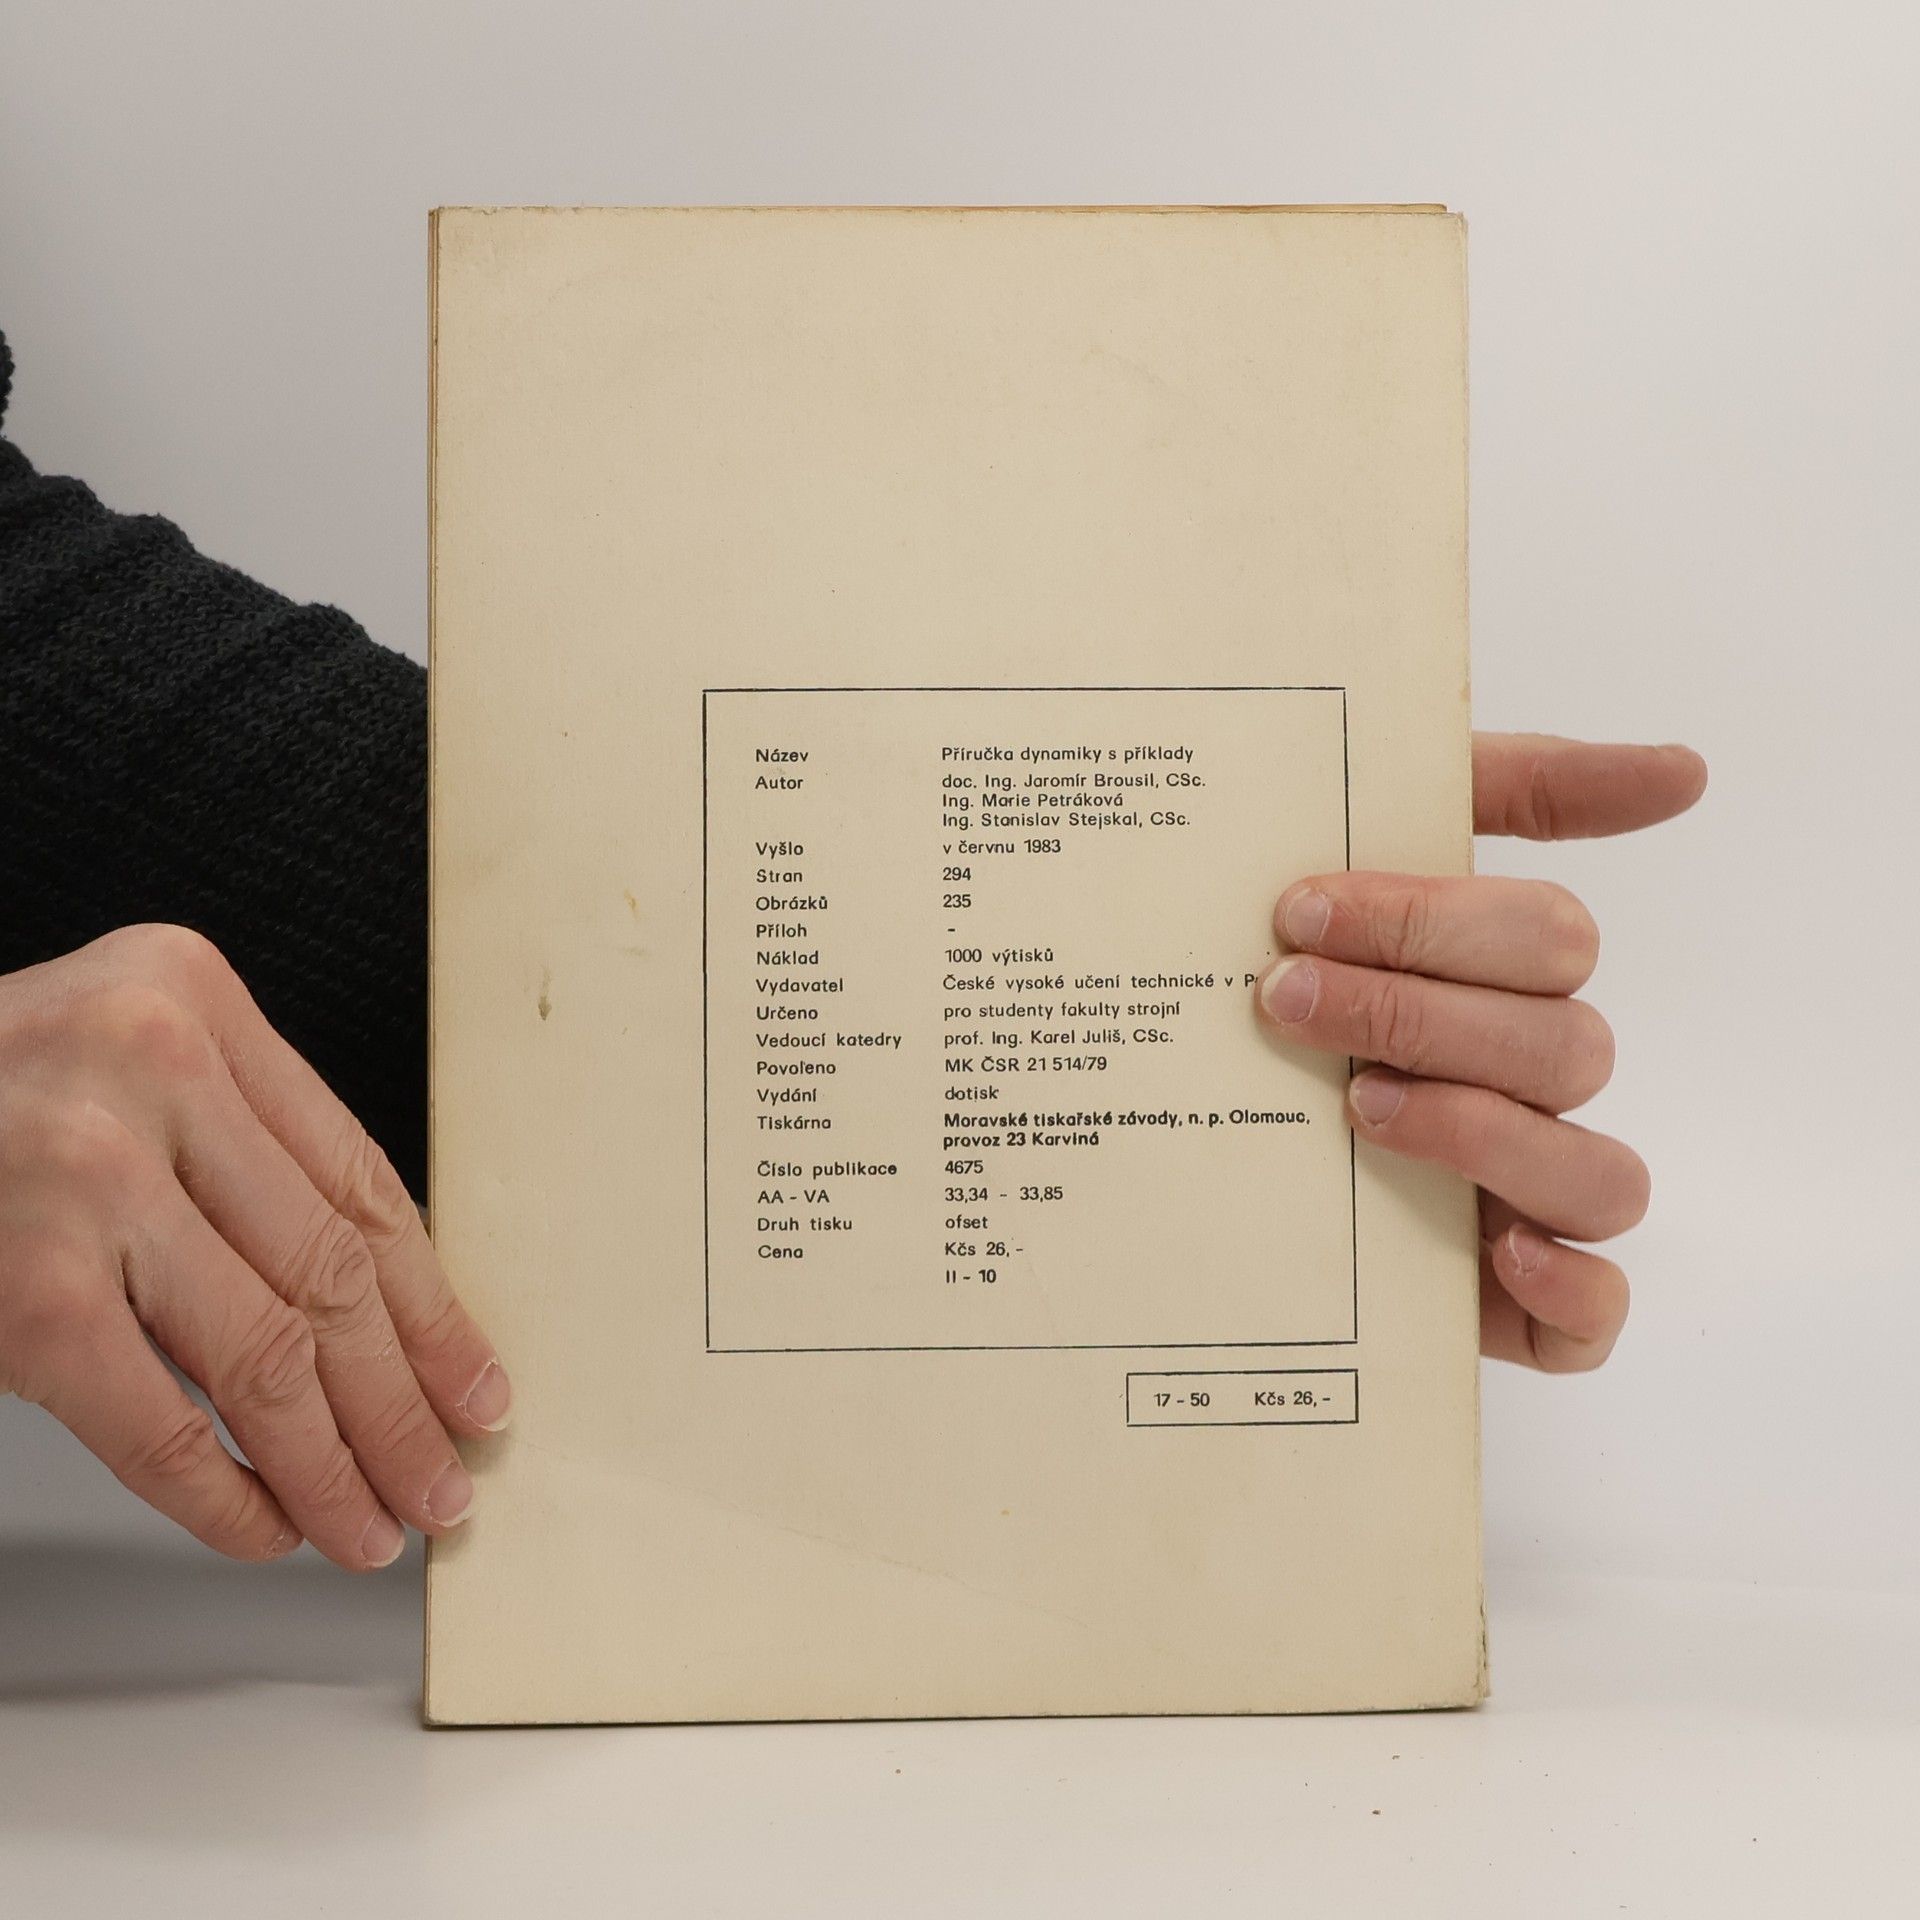 Název Příručka dynamiky s příklady
Autor doc. Ing. Jaromír Brousil, CSc.
Ing. Marie Petráková
Ing. Stanislav Stejskal, CSc.
Vyšlo v červnu 1983
Stran 294
Obrázků 235
Příloh -
Náklad 1000 výtisků
Vydavatel České vysoké učení technické v
Určeno pro studenty fakulty strojní
Vedoucí katedry prof. Ing. Karel Juliš, CSc.
Povoleno MK ČSR 21 514/79
Vydání dotisk
Tiskárna Moravské tiskařské závody, n. p. Olomouc,
provoz 23 Karviná
Číslo publikace 4675
AA - VA 33,34 - 33,85
Druh tisku ofset
Cena Kčs 26,-
II - 10
17 - 50 Kčs 26,-